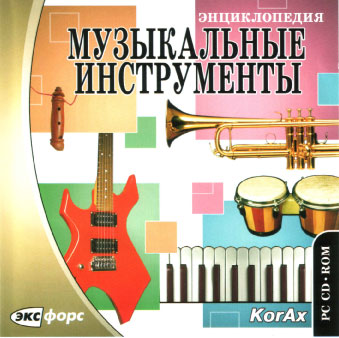 ЭНЦИКЛОПЕДИЯ
МУЗЫКАЛЬНЫЕ
ИНСТРУМЕНТЫ
PC CD·ROM
KorAx
экс форс